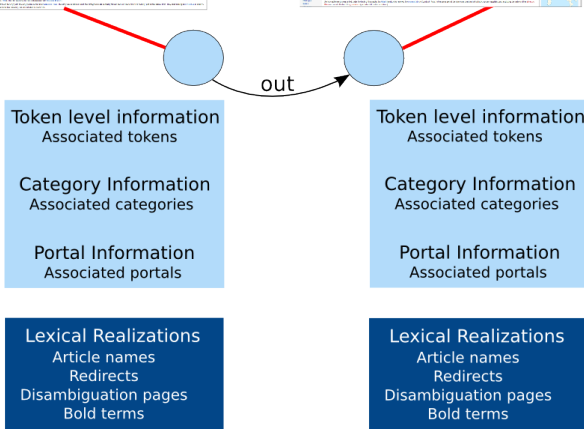 out
Token level information
Associated tokens
Category Information
Associated categories
Portal Information
Associated portals
Lexical Realizations
Article names
Redirects
Disambiguation pages
Bold terms
Token level information
Associated tokens
Category Information
Associated categories
Portal Information
Associated portals
Lexical Realizations
Article names
Redirects
Disambiguation pages
Bold terms